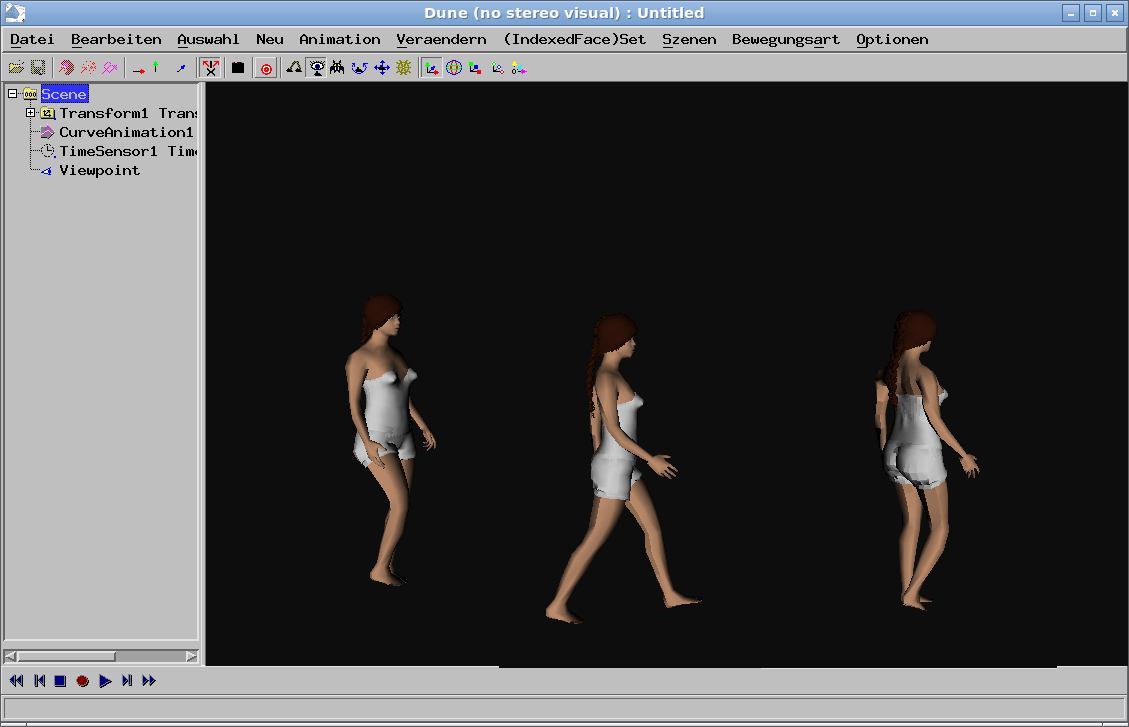 Dune (no stereo visual) : Untitled
Datei Bearbeiten Auswahl Neu Animation Veraendern (IndexedFace)Set Szenen Bewegungsart Optionen
Scene
Transform1 Trans
CurveAnimation1
TimeSensor1 Time
Viewpoint